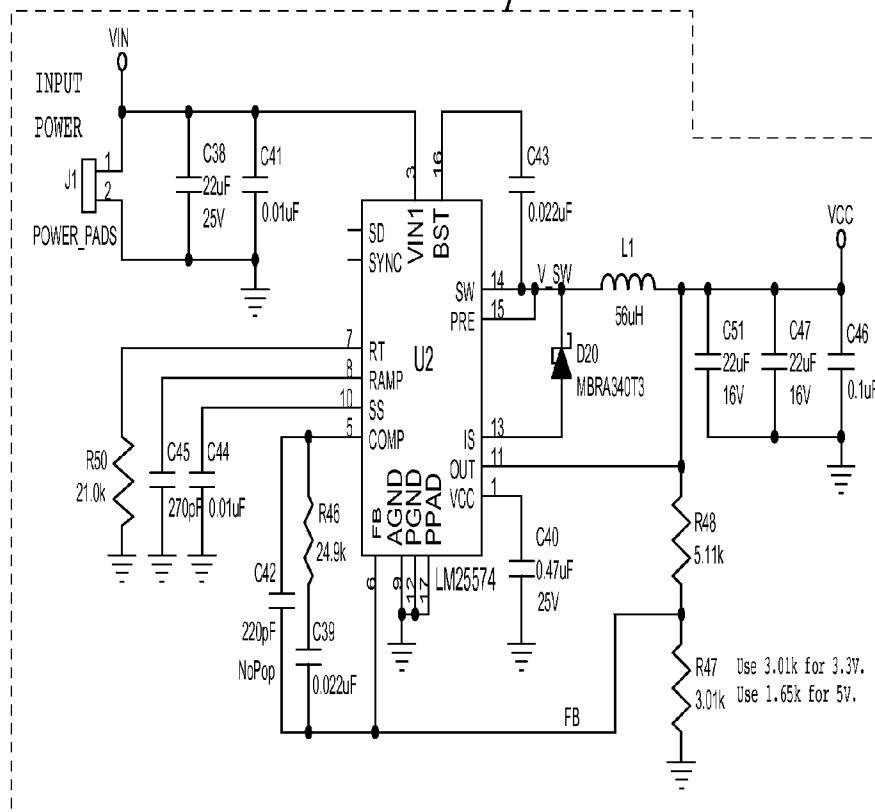 VIN
INPUT
POWER
J1
1
2
POWER_PADS
C38
22uF
25V
C41
0.01uF
3
16
VIN1
BST
C43
0.022uF
SD
SYNC
SW
14
V_SW
PRE
15
L1
56uH
VCC
U2
D20
MBRA340T3
C51
22uF
16V
C47
22uF
16V
C46
0.1uF
7
RT
8
RAMP
10
SS
5
COMP
IS
13
OUT
11
VCC
1
R50
21.0k
C45
270pF
C44
0.01uF
R46
24.9k
FB
AGND
PGND
PPAD
6
9
12
17
LM25574
C40
0.47uF
25V
R48
5.11k
C42
220pF
NoPop
C39
0.022uF
FB
R47
3.01k
Use 3.01k for 3.3V.
Use 1.65k for 5V.